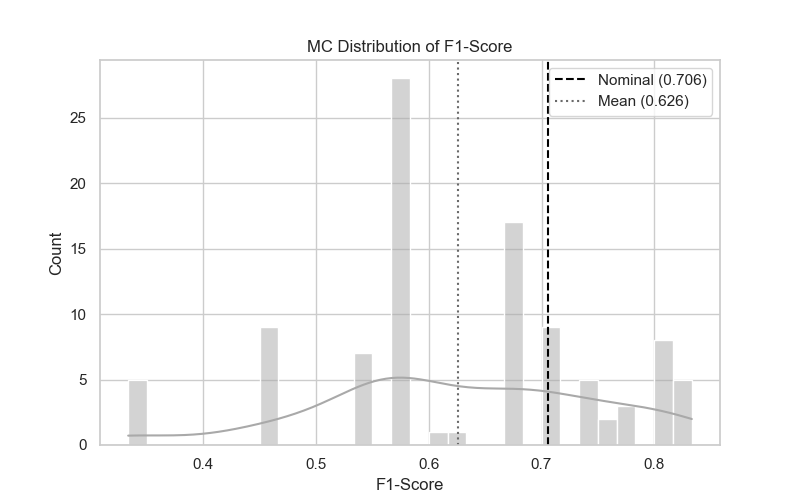 MC Distribution of F1-Score
Nominal (0.706)
Mean (0.626)
Count
25
20
15
10
5
0
0.4 0.5 0.6 0.7 0.8
F1-Score